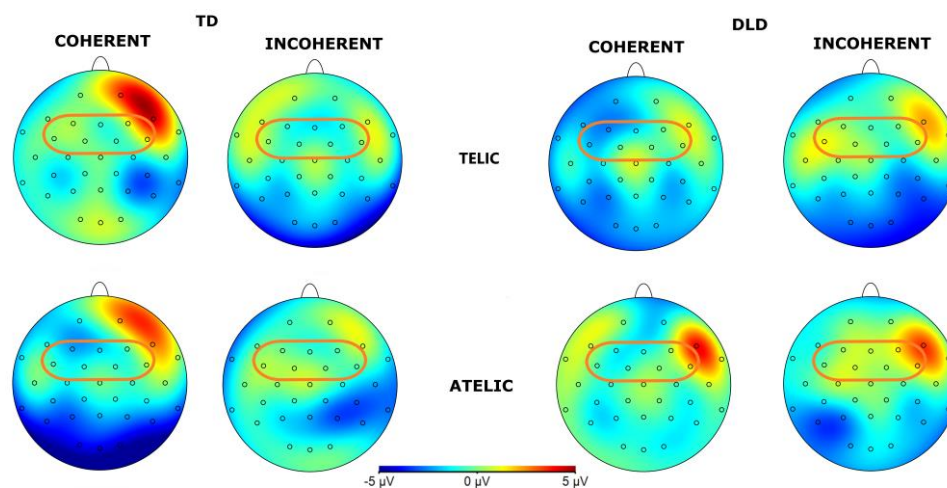 TD
DLD
COHERENT INCOHERENT
COHERENT INCOHERENT
TELIC
ATELIC
-5 µV 0 µV 5 µV